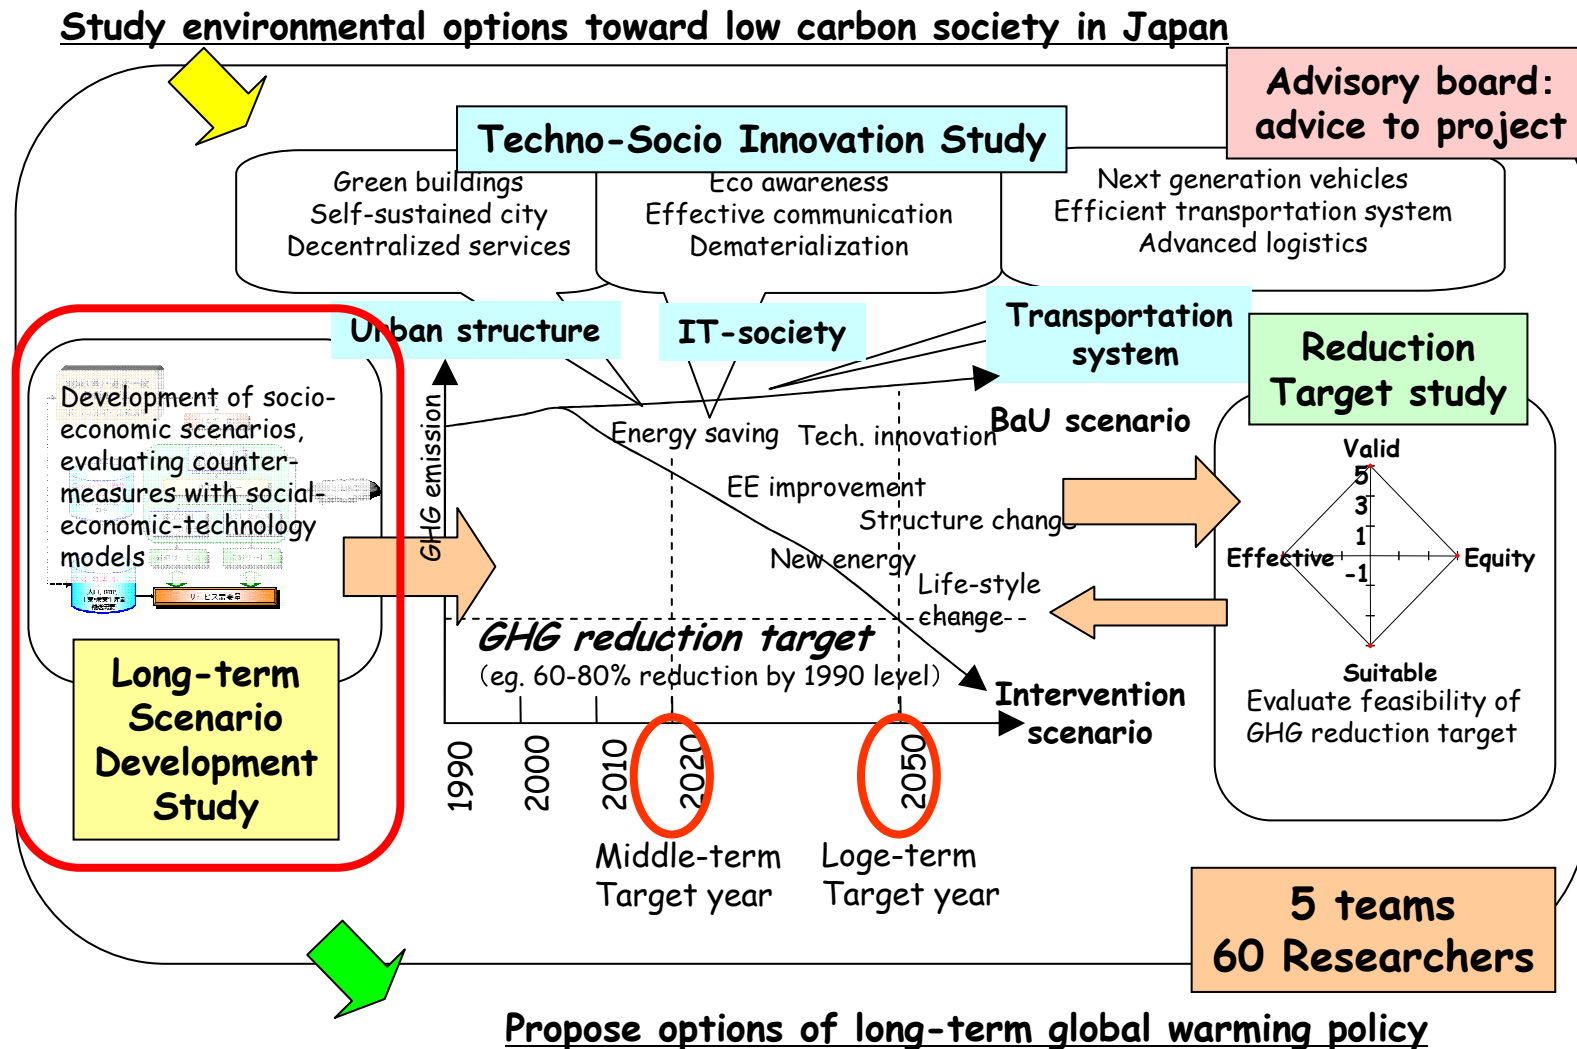 Study environmental options toward low carbon society in Japan
Advisory board:
advice to project
Techno-Socio Innovation Study
Green buildings
Self-sustained city
Decentralized services
Eco awareness
Effective communication
Dematerialization
Next generation vehicles
Efficient transportation system
Advanced logistics
Urban structure
IT-society
Transportation
system
Reduction
Target study
Development of socio-
economic scenarios,
evaluating counter-
measures with social-
economic-technology
models
サービス需要量
Long-term
Scenario
Development
Study
GHG emission
Energy saving
Tech. innovation
BaU scenario
EE improvement
Structure change
New energy
Life-style
change
GHG reduction target
(eg. 60-80% reduction by 1990 level)
Intervention
scenario
1990
2000
2010
2020
2050
Middle-term
Target year
Loge-term
Target year
Valid
5
3
1
-1
Effective
Equity
Suitable
Evaluate feasibility of
GHG reduction target
5 teams
60 Researchers
Propose options of long-term global warming policy